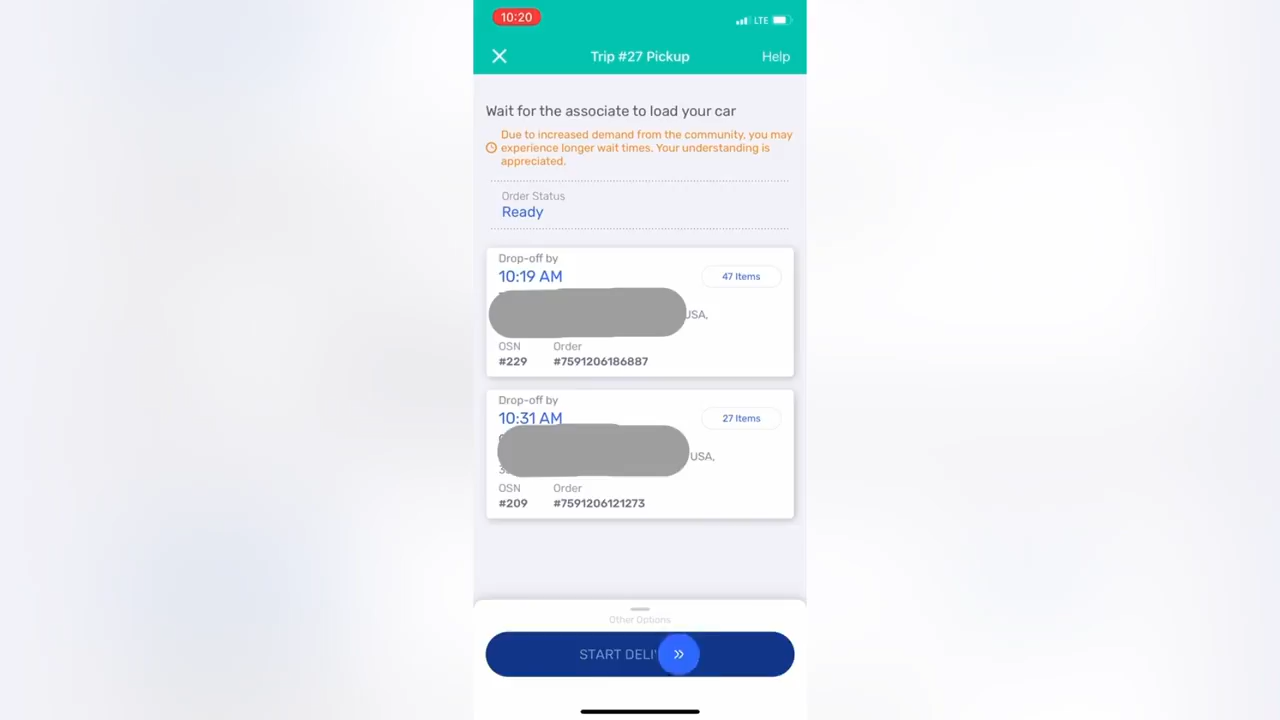 10:20
LTE
Trip #27 Pickup
Help
Wait for the associate to load your car
Due to increased demand from the community, you may
experience longer wait times. Your understanding is
appreciated.
Order Status
Ready
Drop-off by
10:19 AM
47 Items
USA,
OSN
Order
#229
#7591206186887
Drop-off by
10:31 AM
27 Items
USA,
OSN
Order
#209
#7591206121273
Other Options
START DELI